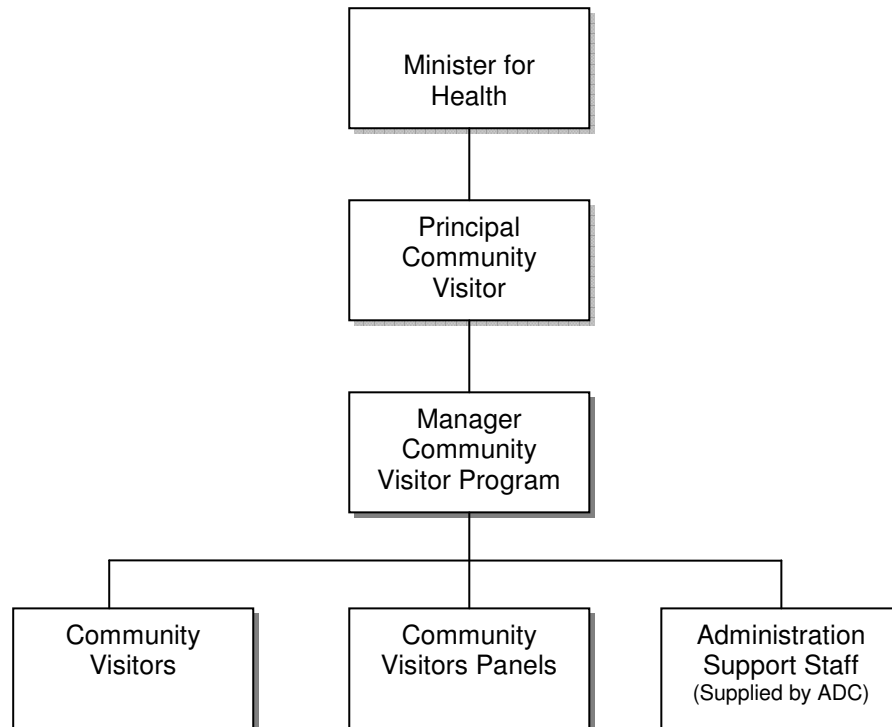 Minister for
Health
Principal
Community
Visitor
Manager
Community
Visitor Program
Community
Visitors
Community
Visitors Panels
Administration
Support Staff
(Supplied by ADC)